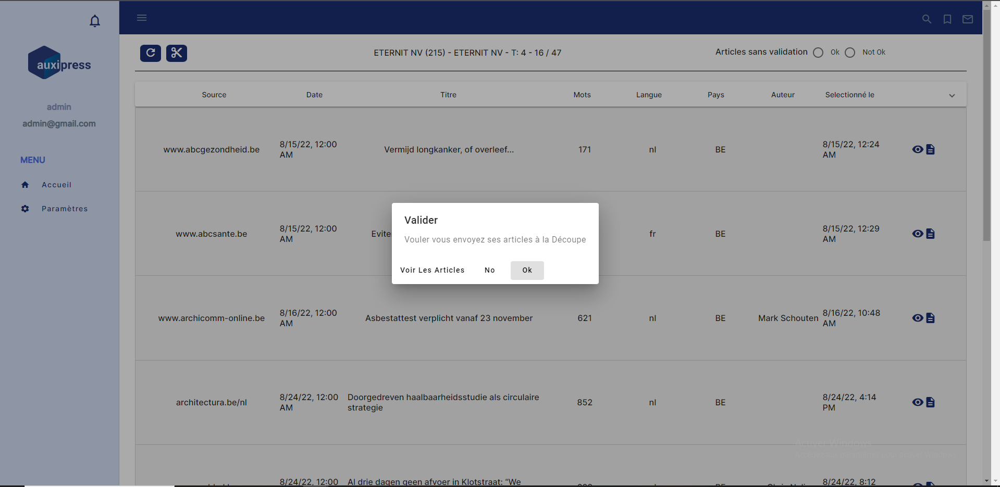 auxipress
admin
admin@gmail.com
MENU
Accueil
Paramètres
ETERNIT NV (215) - ETERNIT NV - T: 4 - 16 / 47
Articles sans validation Ok Not Ok
Source Date Titre Mots Langue Pays Auteur Selectionné le
www.abcgezondheid.be 8/15/22, 12:00 AM Vermijd longkanker, of overleef... 171 nl BE 8/15/22, 12:24 AM
www.abcsante.be 8/15/22, 12:00 AM Evite fr BE 8/15/22, 12:29 AM
Valider
Vouler vous envoyez ses articles à la Découpe
Voir Les Articles No Ok
www.archicomm-online.be 8/16/22, 12:00 AM Asbestattest verplicht vanaf 23 november 621 nl BE Mark Schouten 8/16/22, 10:48 AM
architectura.be/nl 8/24/22, 12:00 AM Doorgedreven haalbaarheidsstudie als circulaire strategie 852 nl BE 8/24/22, 4:14 PM
Activer Windows
8/24/22, 12:00 Al drie dagen geen afvoer in Klotstraat: “We 8/24/22, 8:12